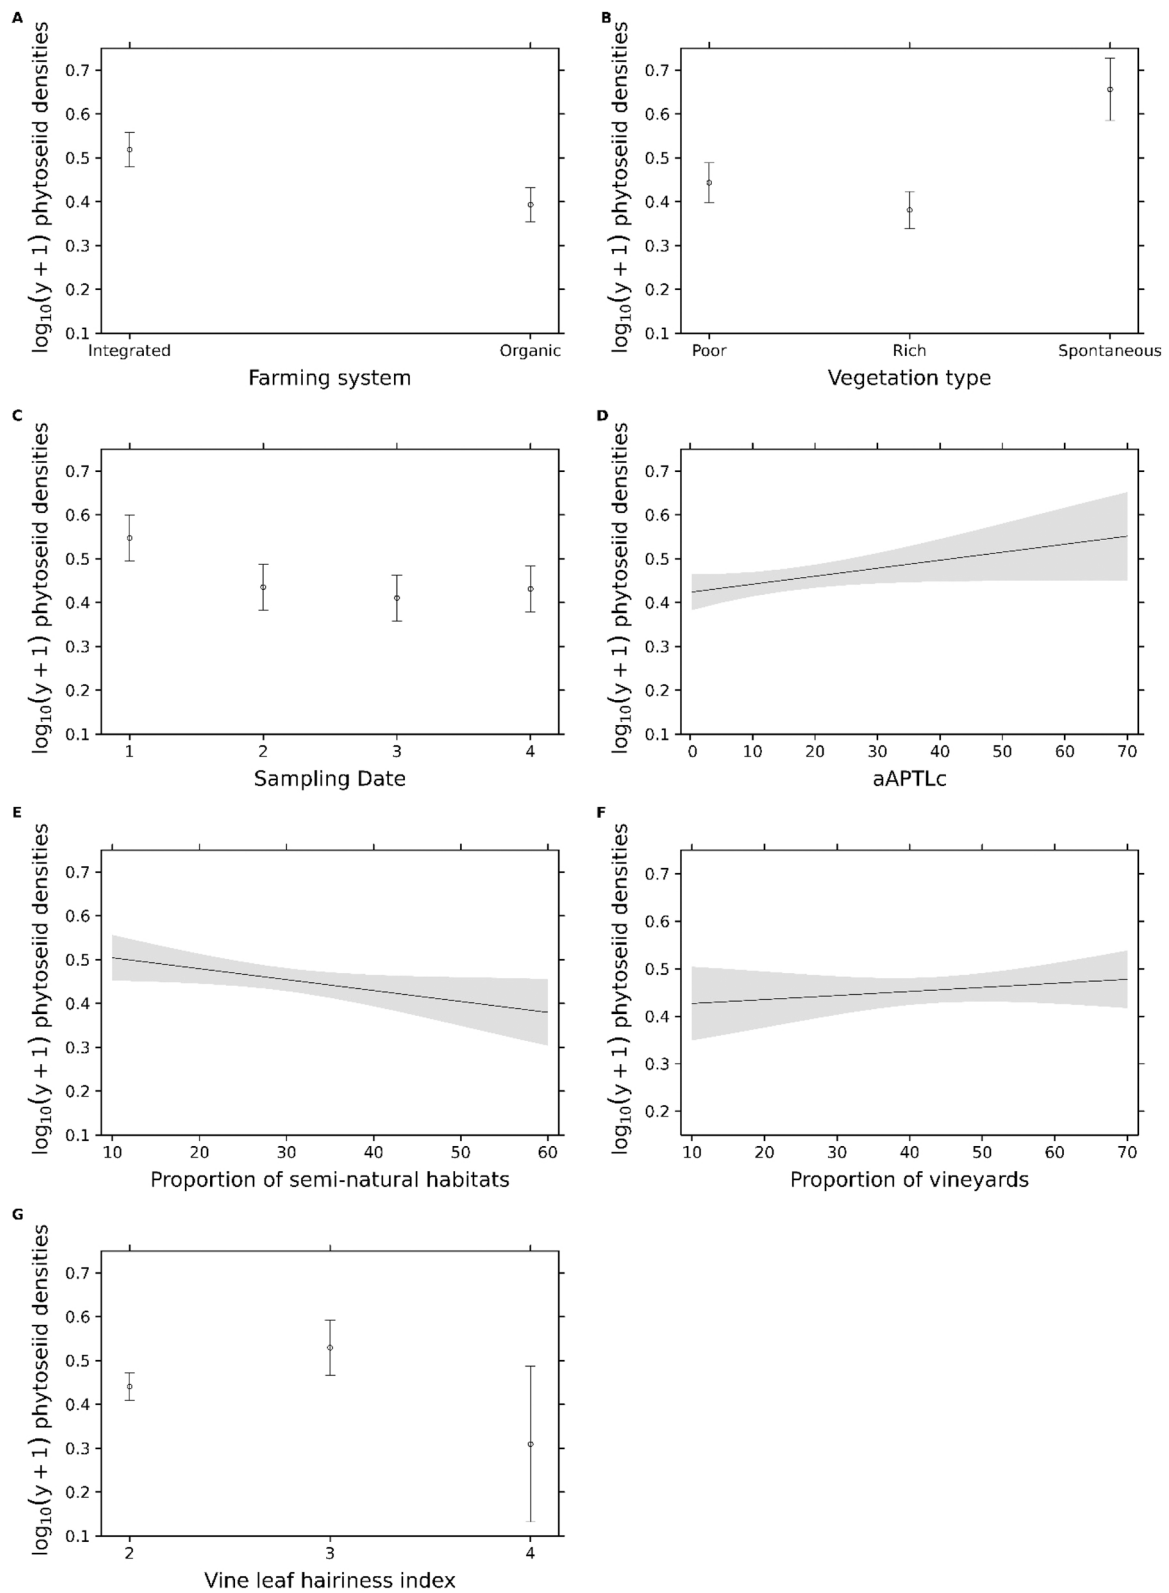 A
log10(y + 1) phytoseiid densities
0.7
0.6
0.5
0.4
0.3
0.2
0.1
Integrated Organic
Farming system
B
log10(y + 1) phytoseiid densities
0.7
0.6
0.5
0.4
0.3
0.2
0.1
Poor Rich Spontaneous
Vegetation type
C
log10(y + 1) phytoseiid densities
0.7
0.6
0.5
0.4
0.3
0.2
0.1
1 2 3 4
Sampling Date
D
log10(y + 1) phytoseiid densities
0.7
0.6
0.5
0.4
0.3
0.2
0.1
0 10 20 30 40 50 60 70
aAPTLc
E
log10(y + 1) phytoseiid densities
0.7
0.6
0.5
0.4
0.3
0.2
0.1
10 20 30 40 50 60
Proportion of semi-natural habitats
F
log10(y + 1) phytoseiid densities
0.7
0.6
0.5
0.4
0.3
0.2
10 20 30 40 50 60 70
Proportion of vineyards
G
log10(y + 1) phytoseiid densities
0.7
0.6
0.5
0.4
0.3
0.2
0.1
2 3 4
Vine leaf hairiness index